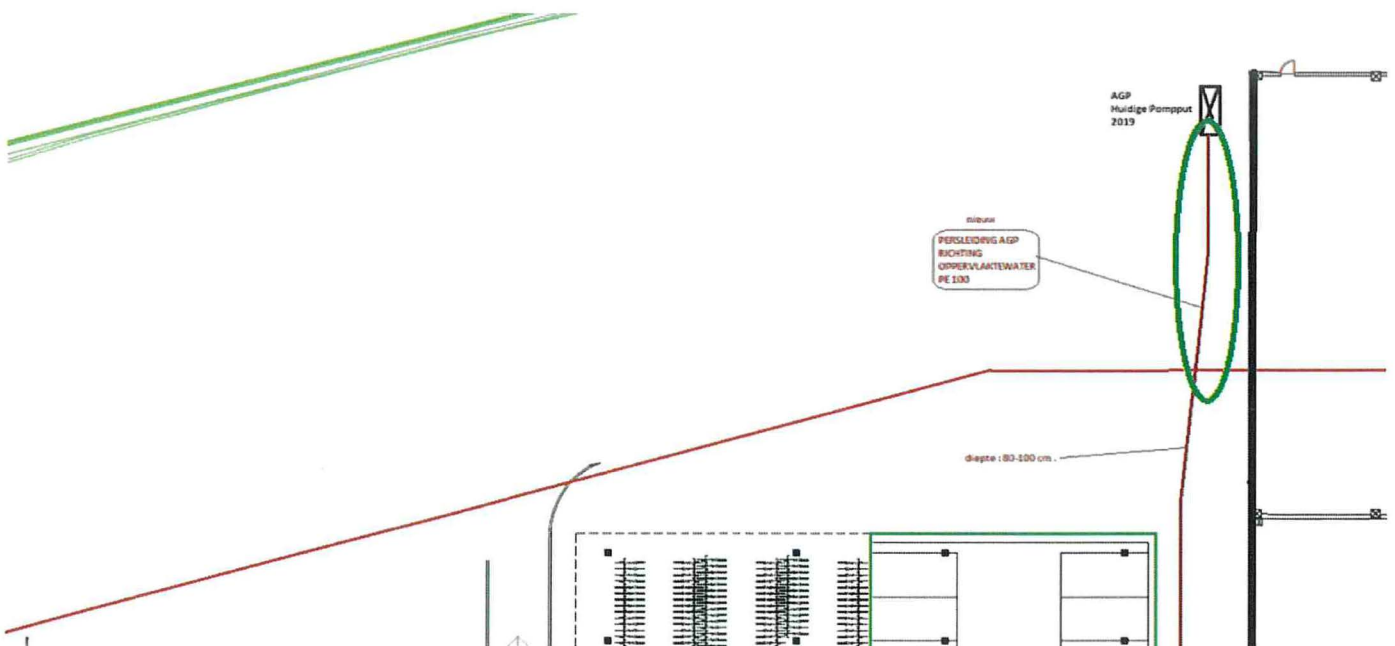 AGP
Huidige Pompput
2019
nieuw
PERSLEIDING AGP
RICHTING
OPPERVLAKTEWATER
PE 100
diepte : 80-100 cm .